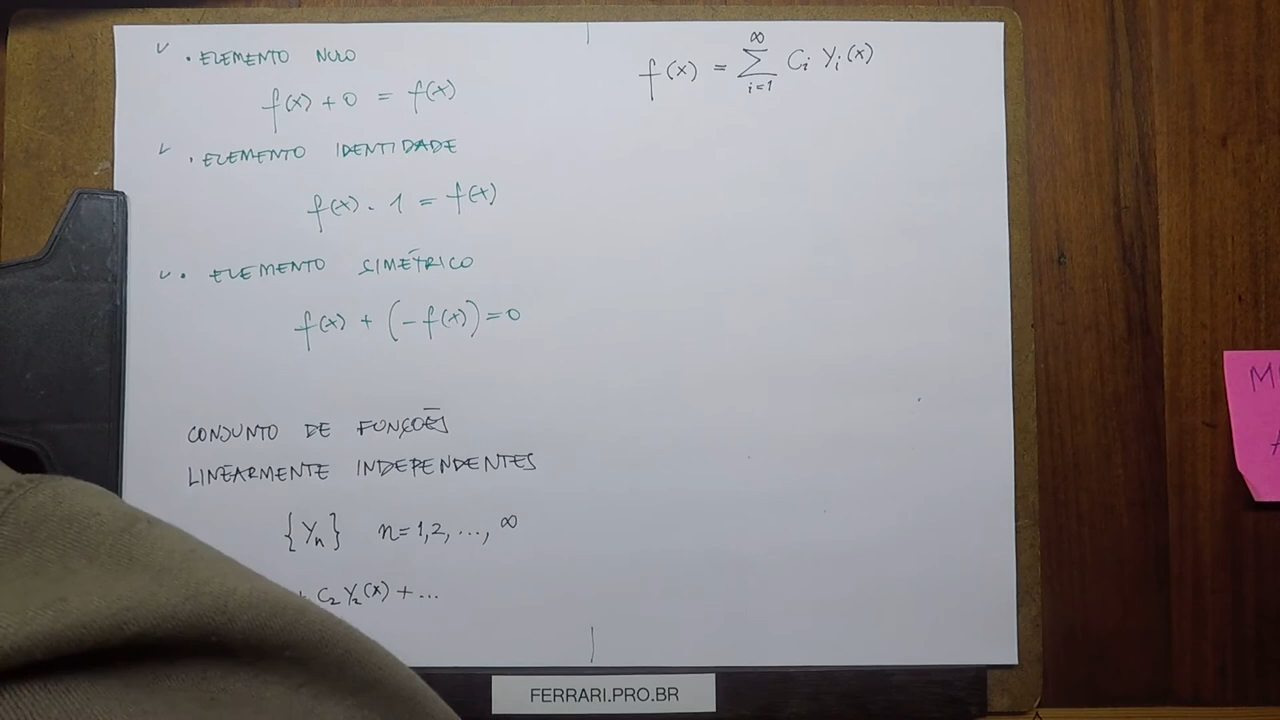 ✓ . ELEMENTO NULO
f(x) + 0 = f(x)
✓ . ELEMENTO IDENTIDADE
f(x) . 1 = f(x)
✓ . ELEMENTO SIMÉTRICO
f(x) + (-f(x)) = 0
CONJUNTO DE FUNÇÕES
LINEARMENTE INDEPENDENTES
{Yₙ} n=1,2,...,∞
+ C₂ Y₂(x) + ...
f(x) = ∑_{i=1}^{∞} Cᵢ Yᵢ(x)
FERRARI.PRO.BR